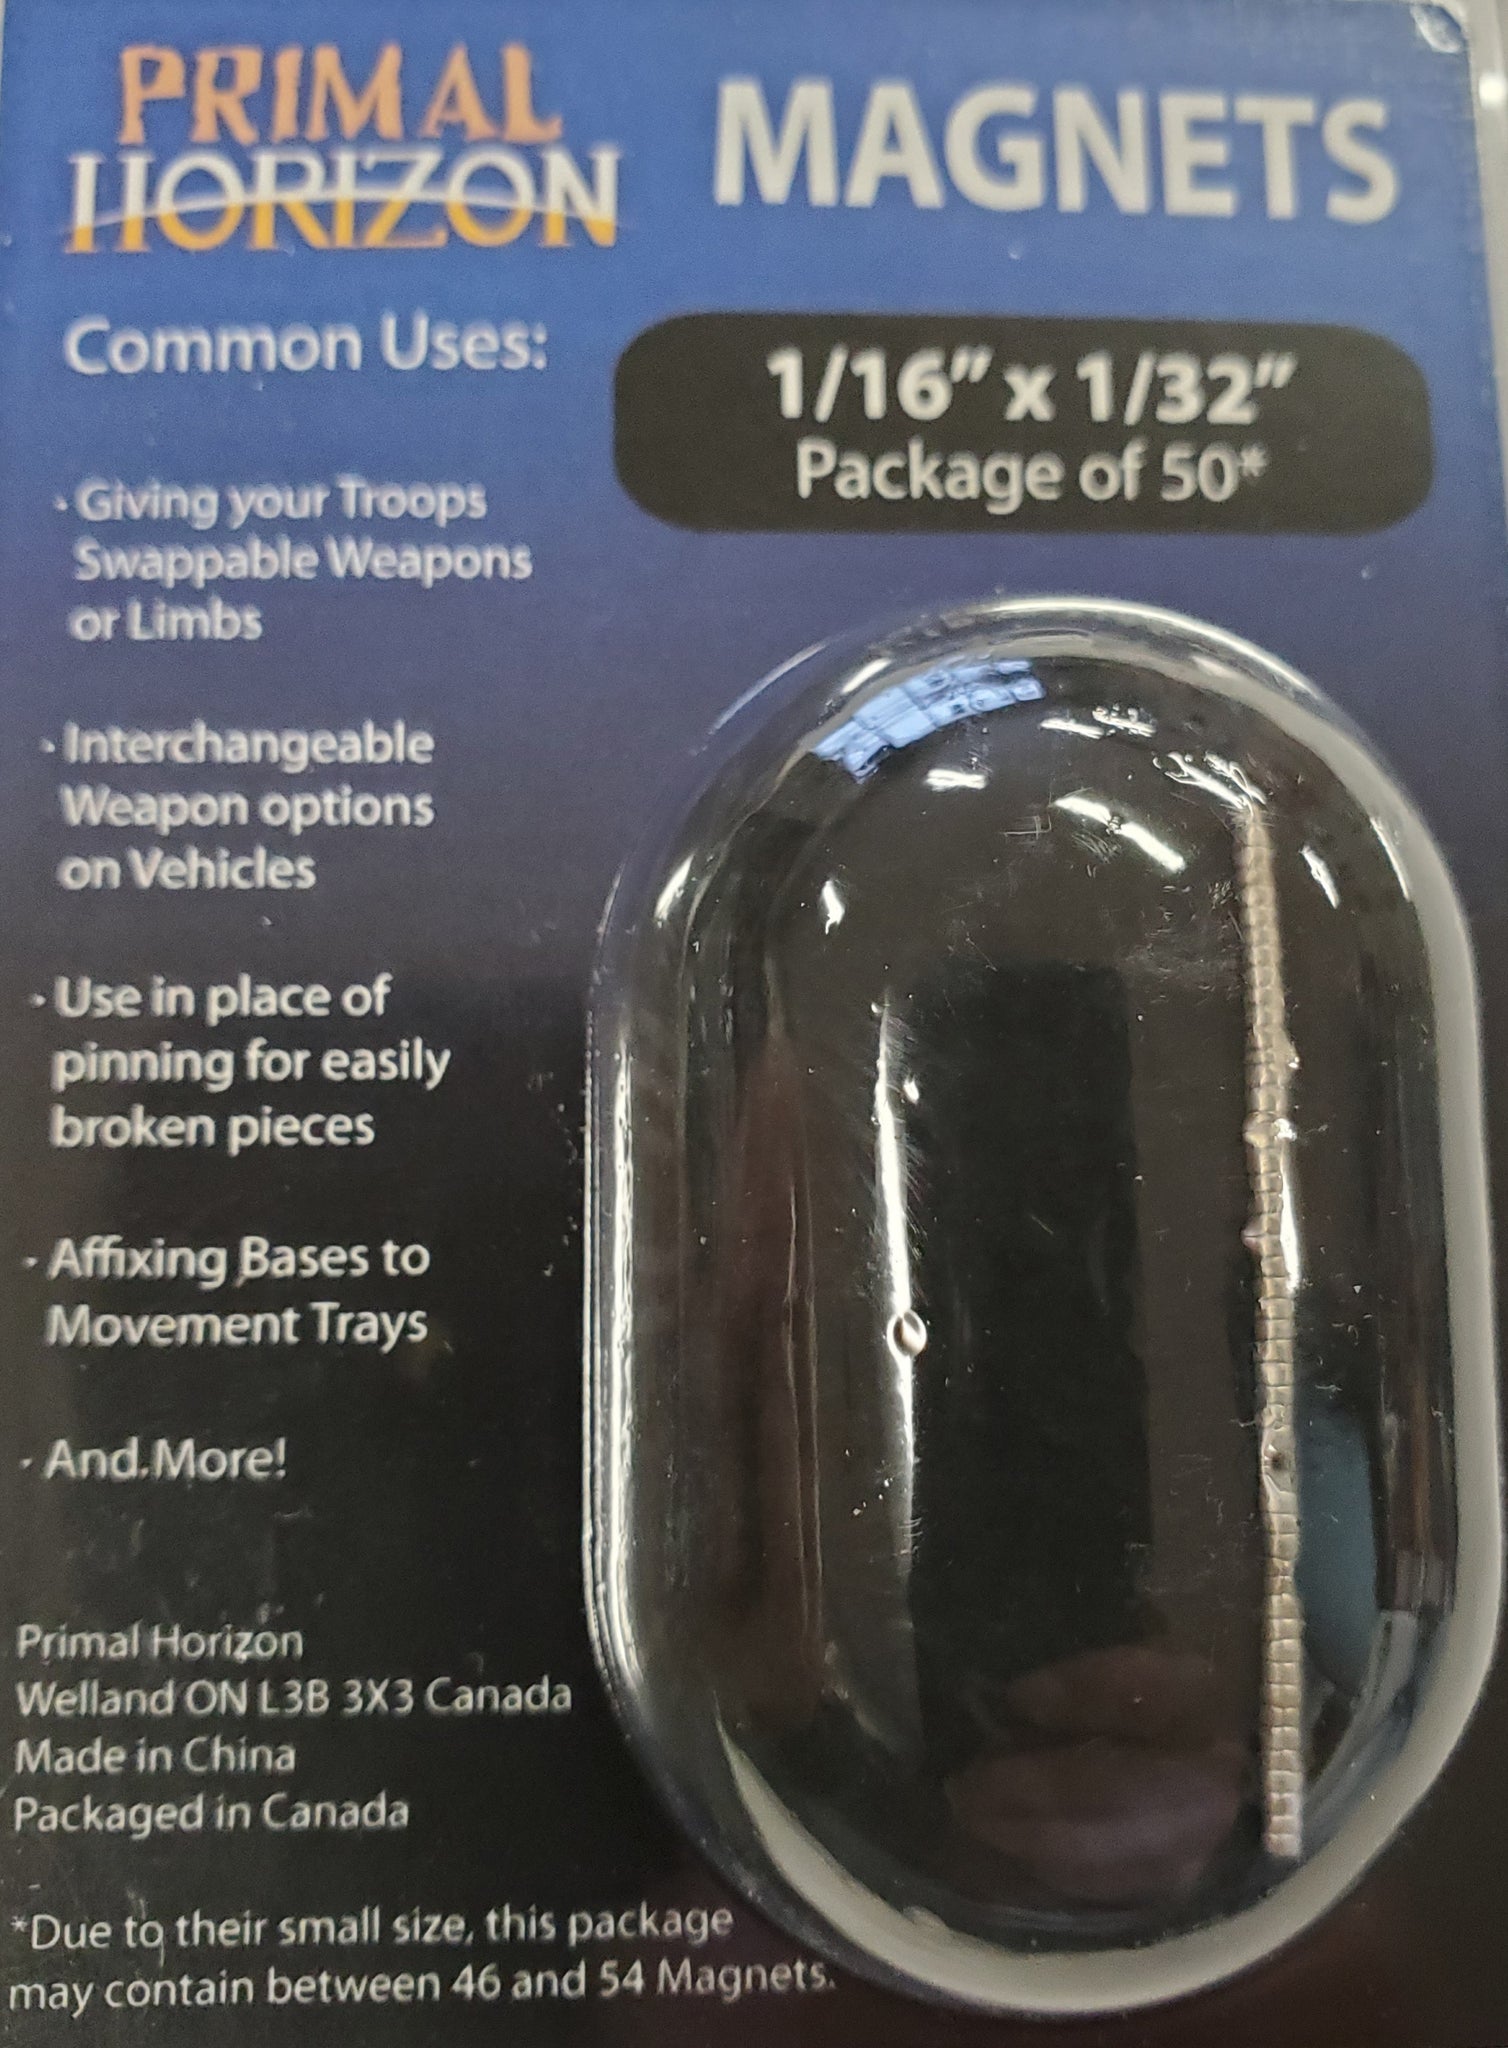 PRIMAL
HORIZON
MAGNETS
1/16" x 1/32"
Package of 50*
Common Uses:
· Giving your Troops
Swappable Weapons
or Limbs
· Interchangeable
Weapon options
on Vehicles
· Use in place of
pinning for easily
broken pieces
· Affixing Bases to
Movement Trays
· And More!
Primal Horizon
Welland ON L3B 3X3 Canada
Made in China
Packaged in Canada
*Due to their small size, this package
may contain between 46 and 54 Magnets.